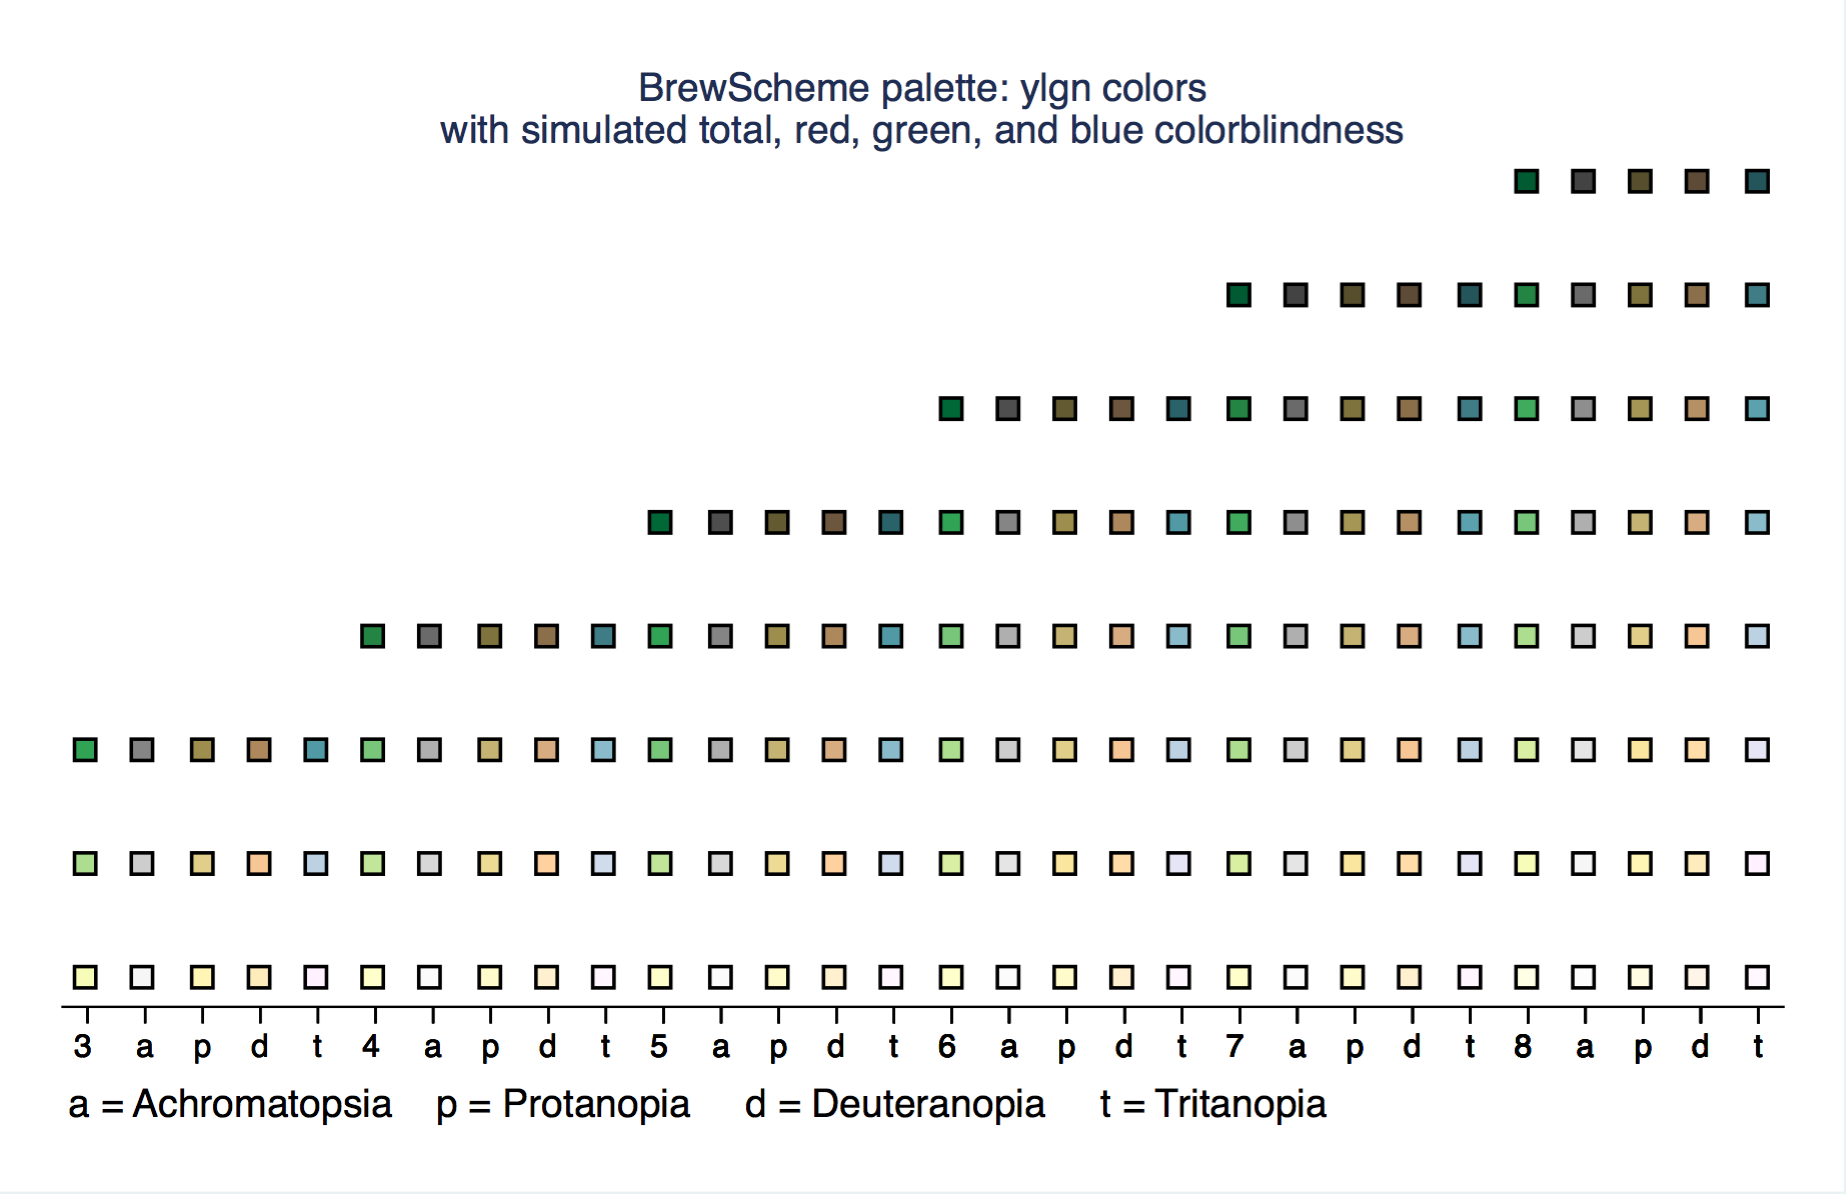 BrewScheme palette: ylgn colors
with simulated total, red, green, and blue colorblindness
3 a p d t 4 a p d t 5 a p d t 6 a p d t 7 a p d t 8 a p d t
a = Achromatopsia p = Protanopia d = Deuteranopia t = Tritanopia